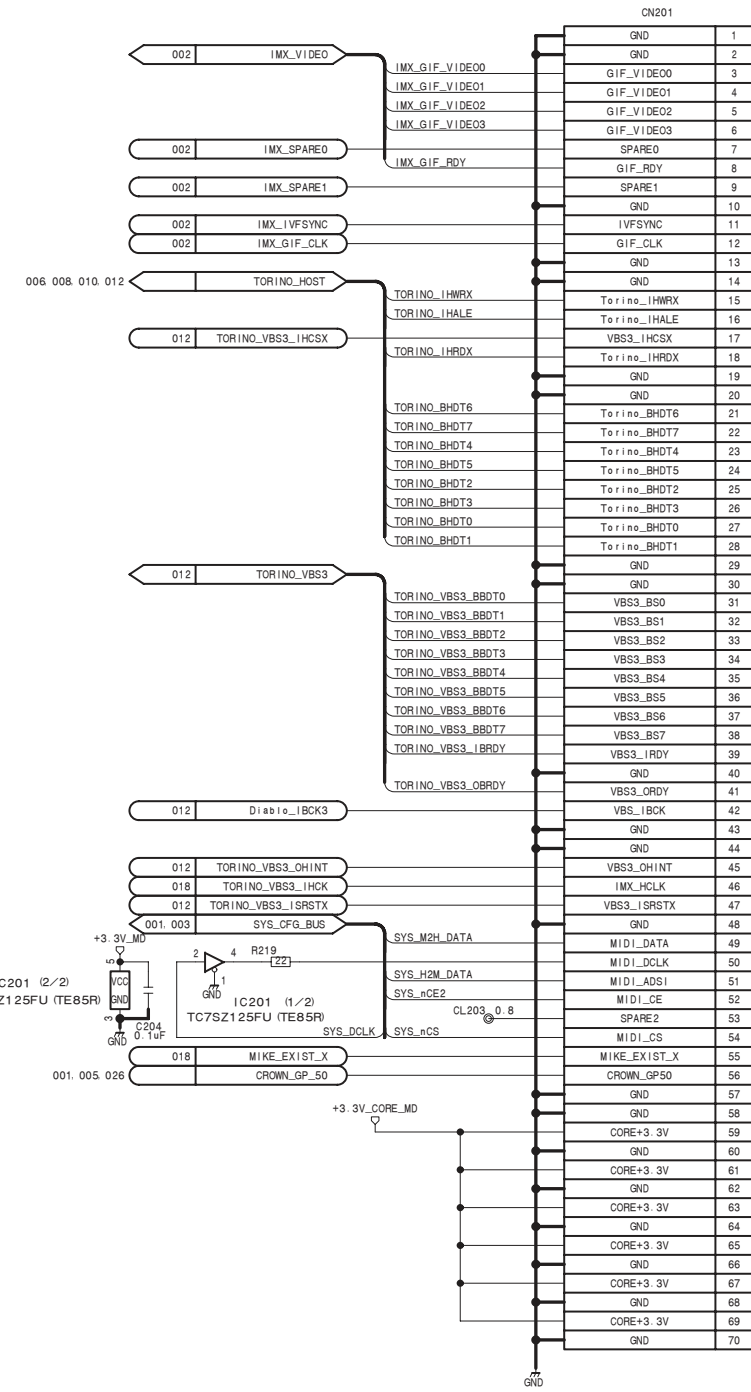 CN201
GND 1
002 IMX_VIDEO GND 2
IMX_GIF_VIDEO0 GIF_VIDEO0 3
IMX_GIF_VIDEO1 GIF_VIDEO1 4
IMX_GIF_VIDEO2 GIF_VIDEO2 5
IMX_GIF_VIDEO3 GIF_VIDEO3 6
002 IMX_SPARE0 SPARE0 7
IMX_GIF_RDY GIF_RDY 8
002 IMX_SPARE1 SPARE1 9
GND 10
002 IMX_IVFSYNC IVFSYNC 11
002 IMX_GIF_CLK GIF_CLK 12
GND 13
006, 008, 010, 012 TORINO_HOST GND 14
TORINO_IHWRX Torino_IHWRX 15
TORINO_IHALE Torino_IHALE 16
012 TORINO_VBS3_IHCSX VBS3_IHCSX 17
TORINO_IHRDX Torino_IHRDX 18
GND 19
GND 20
TORINO_BHDT6 Torino_BHDT6 21
TORINO_BHDT7 Torino_BHDT7 22
TORINO_BHDT4 Torino_BHDT4 23
TORINO_BHDT5 Torino_BHDT5 24
TORINO_BHDT2 Torino_BHDT2 25
TORINO_BHDT3 Torino_BHDT3 26
TORINO_BHDT0 Torino_BHDT0 27
TORINO_BHDT1 Torino_BHDT1 28
GND 29
012 TORINO_VBS3 GND 30
TORINO_VBS3_BBDT0 VBS3_BS0 31
TORINO_VBS3_BBDT1 VBS3_BS1 32
TORINO_VBS3_BBDT2 VBS3_BS2 33
TORINO_VBS3_BBDT3 VBS3_BS3 34
TORINO_VBS3_BBDT4 VBS3_BS4 35
TORINO_VBS3_BBDT5 VBS3_BS5 36
TORINO_VBS3_BBDT6 VBS3_BS6 37
TORINO_VBS3_BBDT7 VBS3_BS7 38
TORINO_VBS3_IBRDY VBS3_IRDY 39
GND 40
TORINO_VBS3_OBRDY VBS3_ORDY 41
012 Diablo_IBCK3 VBS_IBCK 42
GND 43
GND 44
012 TORINO_VBS3_OHINT VBS3_OHINT 45
018 TORINO_VBS3_IHCK IMX_HCLK 46
012 TORINO_VBS3_ISRSTX VBS3_ISRSTX 47
001, 003 SYS_CFG_BUS GND 48
+3.3V_MD SYS_M2H_DATA MIDI_DATA 49
5 2 4 R219 22 MIDI_DCLK 50
C201 (2/2) VCC 1 SYS_H2M_DATA MIDI_ADSI 51
Z125FU (TE85R) GND GND IC201 (1/2) SYS_nCE2 MIDI_CE 52
3 TC7SZ125FU (TE85R) CL203 0.8 SPARE2 53
GND C204 0.1uF SYS_DCLK SYS_nCS MIDI_CS 54
018 MIKE_EXIST_X MIKE_EXIST_X 55
001, 005, 026 CROWN_GP_50 CROWN_GP50 56
GND 57
+3.3V_CORE_MD GND 58
CORE+3.3V 59
GND 60
CORE+3.3V 61
GND 62
CORE+3.3V 63
GND 64
CORE+3.3V 65
GND 66
CORE+3.3V 67
GND 68
CORE+3.3V 69
GND 70
GND